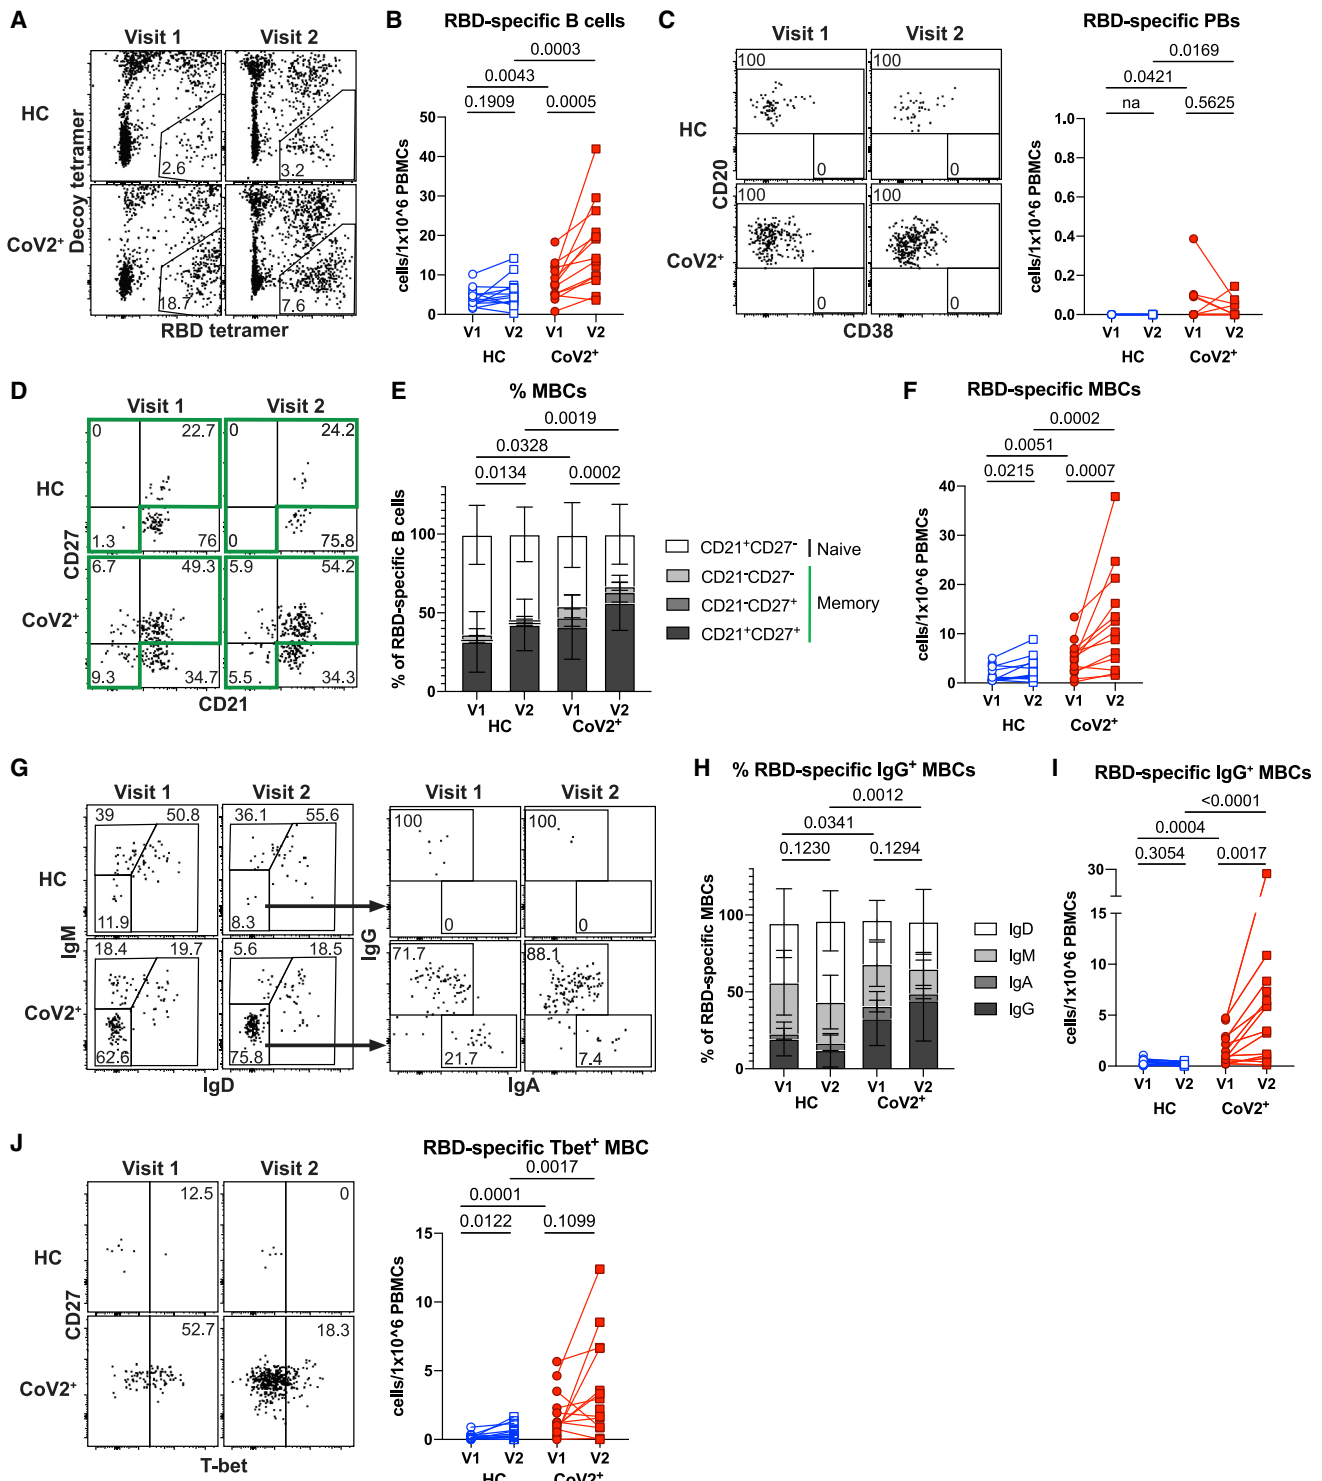 A
Visit 1
Visit 2
HC
CoV2⁺
Decoy tetramer
2.6
3.2
18.7
7.6
RBD tetramer
B
RBD-specific B cells
0.0003
0.0043
0.1909
0.0005
cells/1x10^6 PBMCs
50
40
30
20
10
0
V1
V2
V1
V2
HC
CoV2⁺
C
Visit 1
Visit 2
HC
CoV2⁺
CD20
100
100
0
0
100
100
0
0
CD38
RBD-specific PBs
0.0169
0.0421
na
0.5625
cells/1x10^6 PBMCs
1.0
0.8
0.6
0.4
0.2
0.0
V1
V2
V1
V2
HC
CoV2⁺
D
Visit 1
Visit 2
HC
CoV2⁺
CD27
0
22.7
0
24.2
1.3
76
0
75.8
6.7
49.3
5.9
54.2
9.3
34.7
5.5
34.3
CD21
E
% MBCs
0.0019
0.0328
0.0134
0.0002
% of RBD-specific B cells
100
50
0
V1
V2
V1
V2
HC
CoV2⁺
CD21⁺CD27⁻
Naive
CD21⁻CD27⁻
CD21⁻CD27⁺
Memory
CD21⁺CD27⁺
F
RBD-specific MBCs
0.0002
0.0051
0.0215
0.0007
cells/1x10^6 PBMCs
40
30
20
10
0
V1
V2
V1
V2
HC
CoV2⁺
G
Visit 1
Visit 2
HC
CoV2⁺
IgM
39
50.8
36.1
55.6
11.9
8.3
18.4
19.7
5.6
18.5
62.6
75.8
IgD
Visit 1
Visit 2
IgG
100
100
0
0
71.7
88.1
21.7
7.4
IgA
H
% RBD-specific IgG⁺ MBCs
0.0012
0.0341
0.1230
0.1294
% of RBD-specific MBCs
100
50
0
V1
V2
V1
V2
HC
CoV2⁺
IgD
IgM
IgA
IgG
I
RBD-specific IgG⁺ MBCs
<0.0001
0.0004
0.3054
0.0017
cells/1x10^6 PBMCs
30
15
10
5
0
V1
V2
V1
V2
HC
CoV2⁺
J
Visit 1
Visit 2
HC
CoV2⁺
CD27
12.5
0
52.7
18.3
T-bet
RBD-specific Tbet⁺ MBC
0.0017
0.0001
0.0122
0.1099
cells/1x10^6 PBMCs
15
10
5
0
V1
V2
V1
V2
HC
CoV2⁺